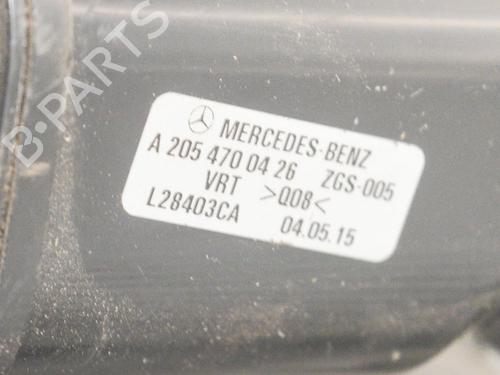 B-PARTS
MERCEDES-BENZ
A 205 470 04 26 ZGS-005
VRT >Q08<
L28403CA 04.05.15